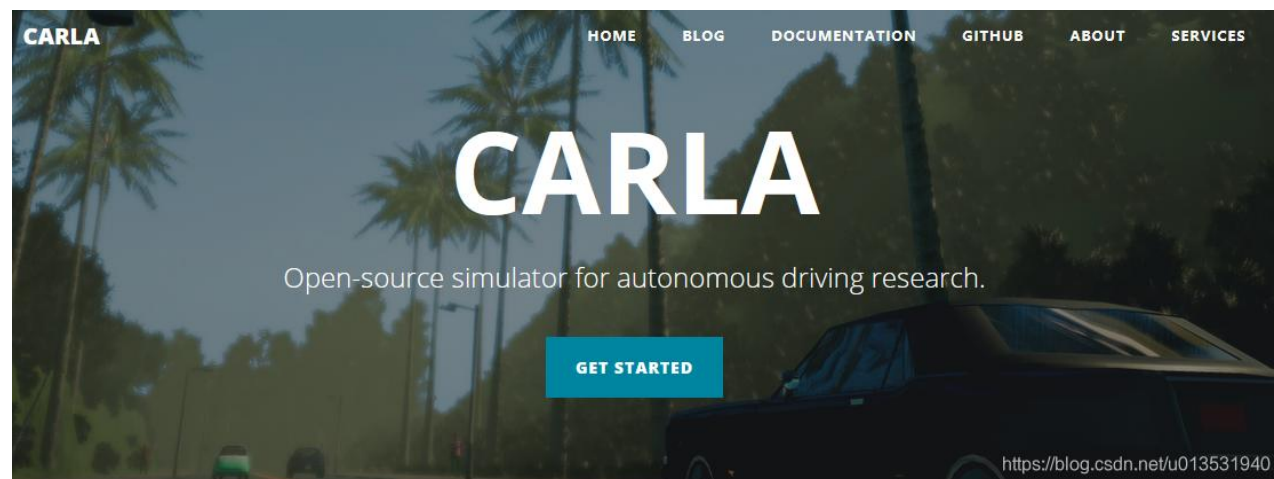 CARLA HOME BLOG DOCUMENTATION GITHUB ABOUT SERVICES
CARLA
Open-source simulator for autonomous driving research.
GET STARTED
https://blog.csdn.net/u013531940